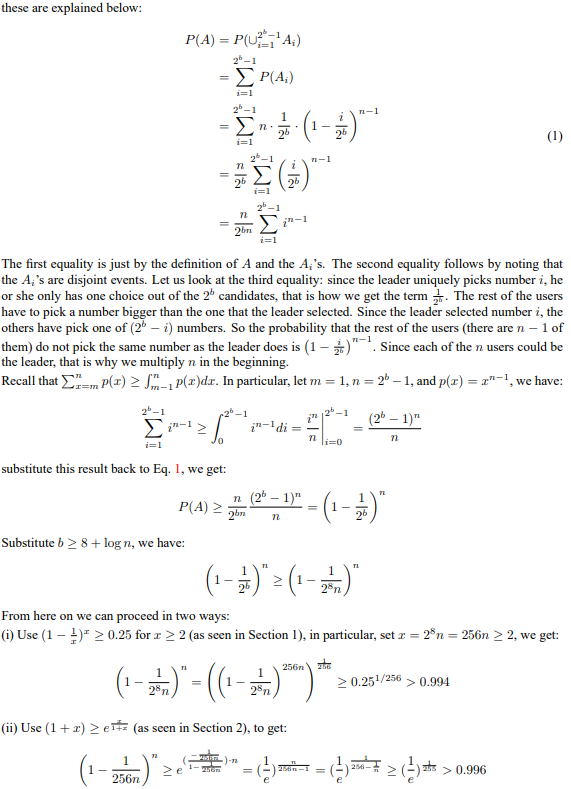 these are explained below:
P(A) = P(∪_{i=1}^{2^b−1} A_i)
= ∑_{i=1}^{2^b−1} P(A_i)
= ∑_{i=1}^{2^b−1} n · 1/2^b · (1 − i/2^b)^{n−1}
(1)
= n/2^b ∑_{i=1}^{2^b−1} (i/2^b)^{n−1}
= n/2^{bn} ∑_{i=1}^{2^b−1} i^{n−1}
The first equality is just by the definition of A and the A_i's. The second equality follows by noting that
the A_i's are disjoint events. Let us look at the third equality: since the leader uniquely picks number i, he
or she only has one choice out of the 2^b candidates, that is how we get the term 1/2^b. The rest of the users
have to pick a number bigger than the one that the leader selected. Since the leader selected number i, the
others have pick one of (2^b − i) numbers. So the probability that the rest of the users (there are n − 1 of
them) do not pick the same number as the leader does is (1 − i/2^b)^{n−1}. Since each of the n users could be
the leader, that is why we multiply n in the beginning.
Recall that ∑_{x=m}^{n} p(x) ≥ ∫_{m−1}^{n} p(x)dx. In particular, let m = 1, n = 2^b − 1, and p(x) = x^{n−1}, we have:
∑_{i=1}^{2^b−1} i^{n−1} ≥ ∫_0^{2^b−1} i^{n−1} di = i^n/n |_{i=0}^{2^b−1} = (2^b − 1)^n/n
substitute this result back to Eq. 1, we get:
P(A) ≥ n/2^{bn} (2^b − 1)^n/n = (1 − 1/2^b)^n
Substitute b ≥ 8 + log n, we have:
(1 − 1/2^b)^n ≥ (1 − 1/2^8n)^n
From here on we can proceed in two ways:
(i) Use (1 − 1/x)^x ≥ 0.25 for x ≥ 2 (as seen in Section 1), in particular, set x = 2^8n = 256n ≥ 2, we get:
(1 − 1/2^8n)^n = ((1 − 1/2^8n)^{256n})^{1/256} ≥ 0.25^{1/256} > 0.994
(ii) Use (1 + x) ≥ e^{x/(1+x)} (as seen in Section 2), to get:
(1 − 1/256n)^n ≥ e^{(−1/256n / (1−1/256n))·n} = (1/e)^{n/(256n−1)} = (1/e)^{1/(256−1/n)} ≥ (1/e)^{1/255} > 0.996